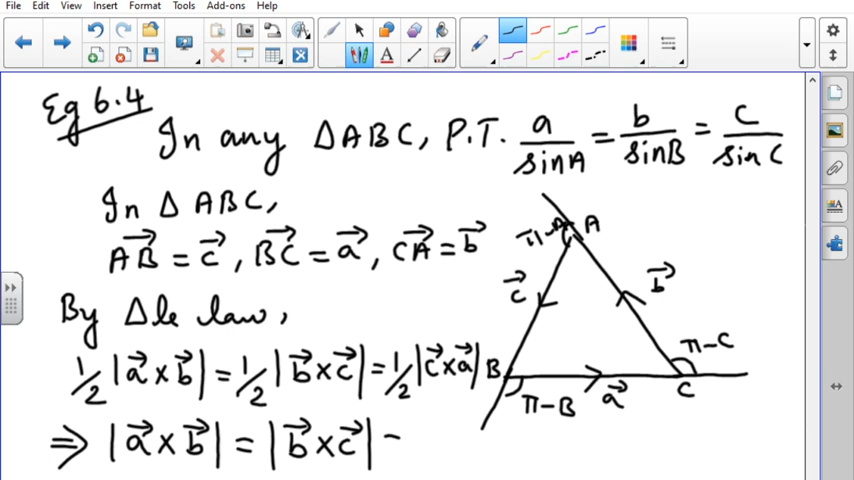 File Edit View Insert Format Tools Add-ons Help
Eg 6.4
In any ΔABC, P.T. a/sinA = b/sinB = c/sinC
In Δ ABC,
AB⃗ = c⃗, BC⃗ = a⃗, CA⃗ = b⃗
By Δle law,
1/2 |a⃗ × b⃗| = 1/2 |b⃗ × c⃗| = 1/2 |c⃗ × a⃗|
⇒ |a⃗ × b⃗| = |b⃗ × c⃗| -
π-A A
c⃗ b⃗
π-C
B C
π-B a⃗